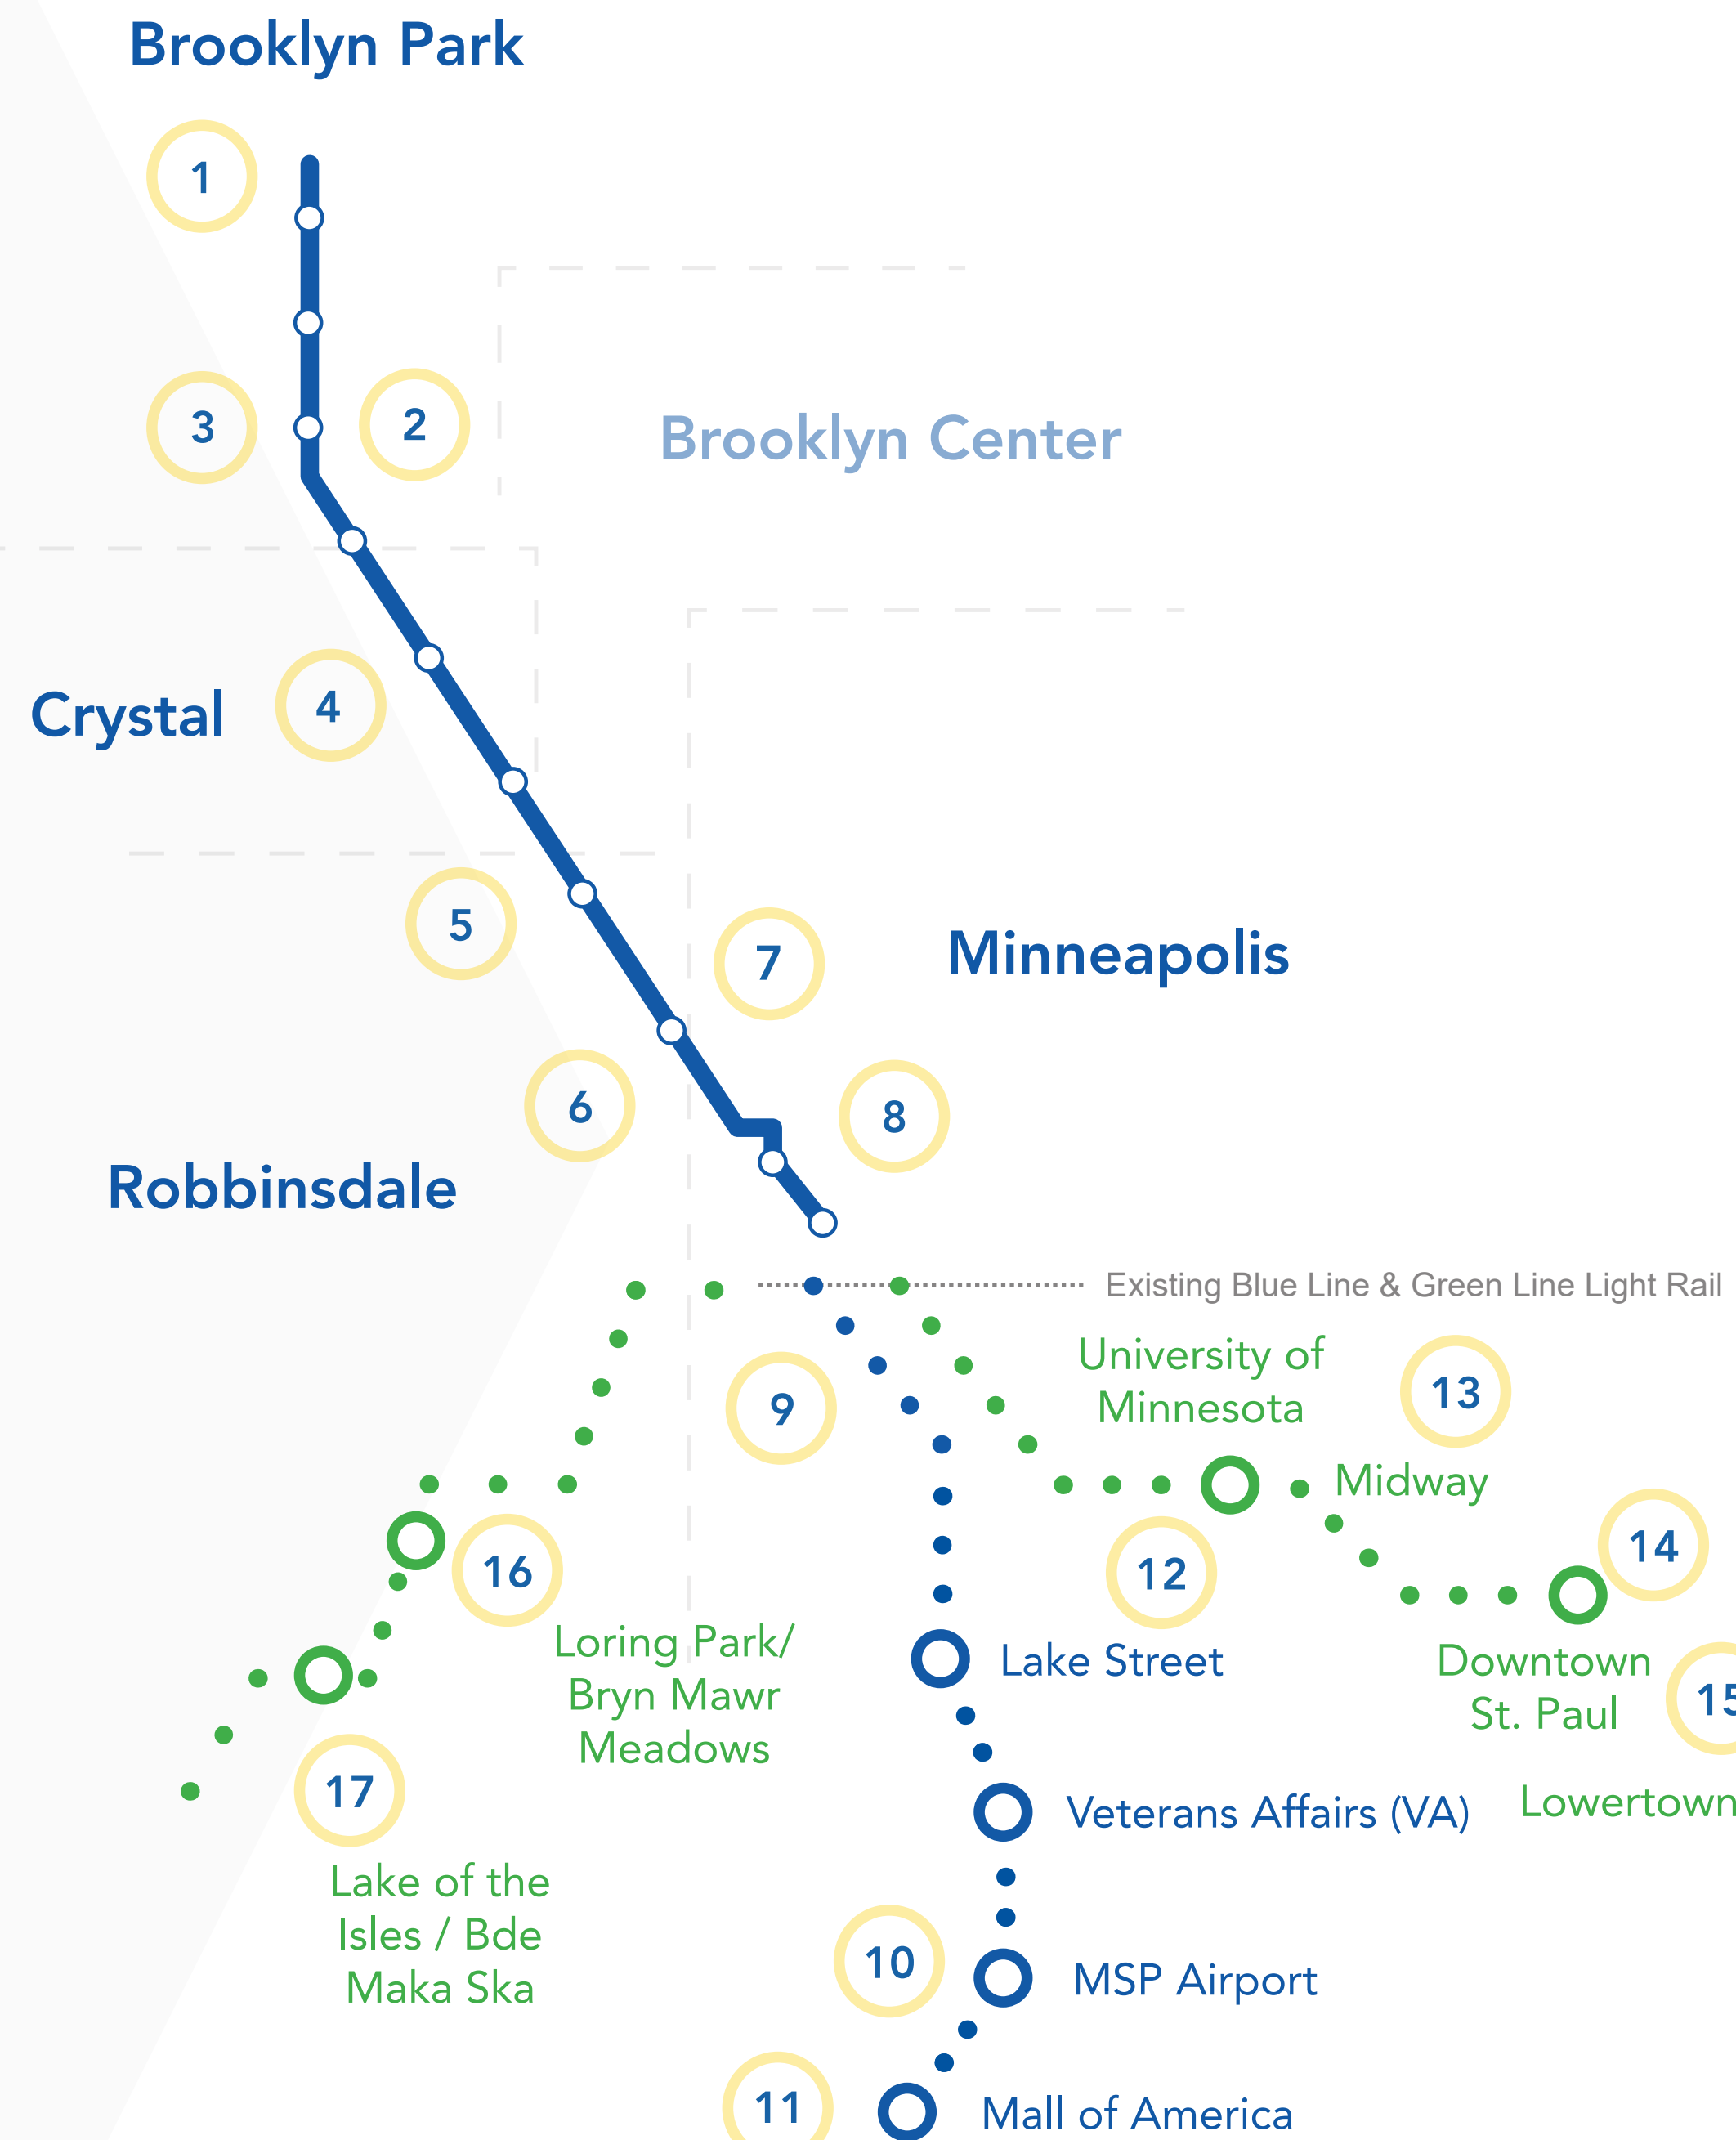 Brooklyn Park
1
3
2
Brooklyn Center
Crystal
4
5
7
Minneapolis
6
8
Robbinsdale
Existing Blue Line & Green Line Light Rail
University of
Minnesota
13
9
Midway
16
12
14
Loring Park/
Bryn Mawr
Meadows
Lake Street
Downtown
St. Paul
15
17
Veterans Affairs (VA)
Lowertown
Lake of the
Isles / Bde
Maka Ska
10
MSP Airport
11
Mall of America